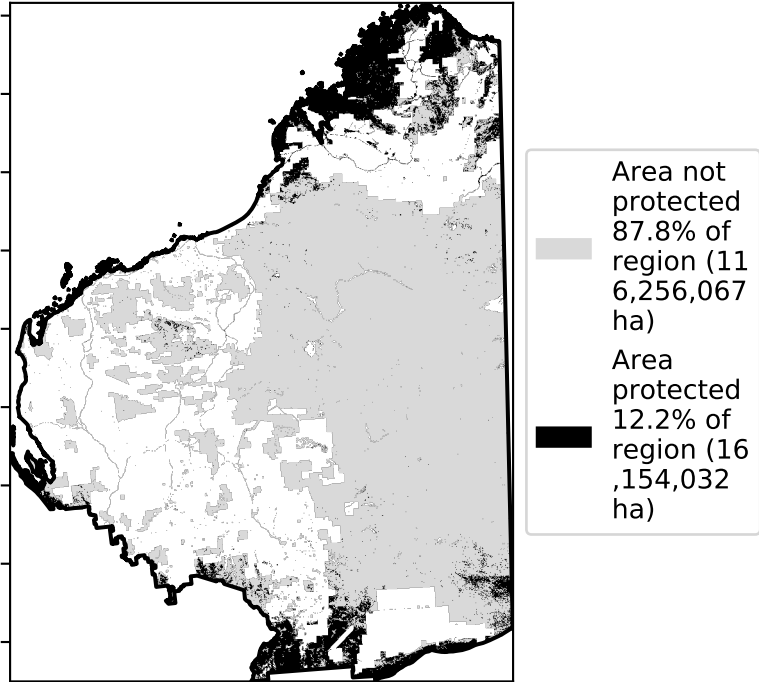 Area not
protected
87.8% of
region (11
6,256,067
ha)
Area
protected
12.2% of
region (16
,154,032
ha)